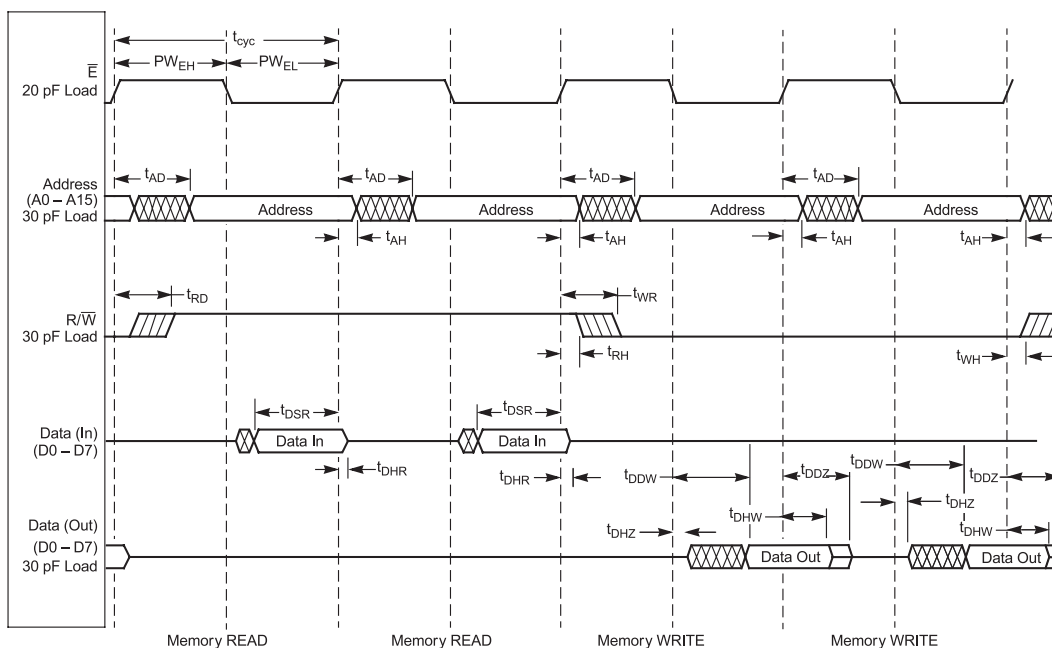 t_cyc
PW_EH PW_EL
E̅
20 pF Load
t_AD t_AD t_AD t_AD
Address
(A0 – A15)
30 pF Load
Address Address Address Address
t_AH t_AH t_AH t_AH
t_RD t_WR
R/W̅
30 pF Load
t_RH t_WH
t_DSR t_DSR
Data (In)
(D0 – D7)
Data In Data In
t_DHR t_DHR t_DDW t_DDZ t_DDW t_DDZ
t_DHZ
Data (Out)
(D0 – D7)
30 pF Load
t_DHZ t_DHW t_DHW
Data Out Data Out
Memory READ Memory READ Memory WRITE Memory WRITE